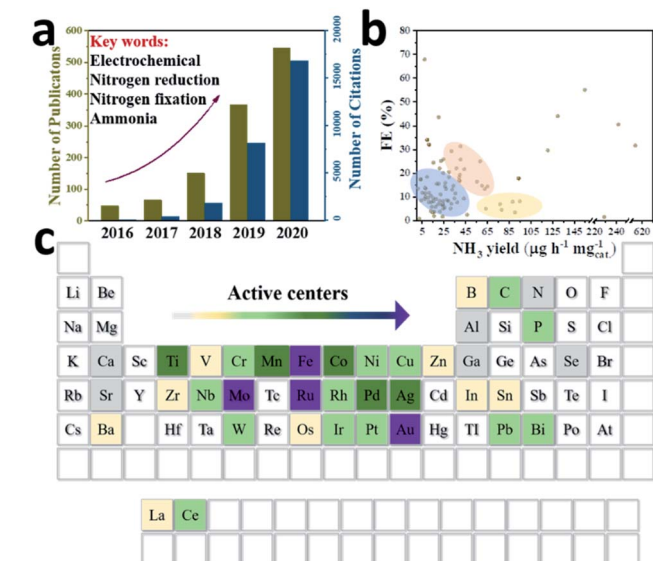 a
Key words:
Electrochemical
Nitrogen reduction
Nitrogen fixation
Ammonia
Number of Publicatons
600
500
400
300
200
100
0
Number of Citations
20000
15000
10000
5000
0
2016 2017 2018 2019 2020
b
FE (%)
80
70
60
50
40
30
20
10
0
5 25 45 65 85 105 125 145 220 240 620
NH3 yield (μg h-1 mg-1cat.)
c
Active centers
Li Be B C N O F
Na Mg Al Si P S Cl
K Ca Sc Ti V Cr Mn Fe Co Ni Cu Zn Ga Ge As Se Br
Rb Sr Y Zr Nb Mo Tc Ru Rh Pd Ag Cd In Sn Sb Te I
Cs Ba Hf Ta W Re Os Ir Pt Au Hg Tl Pb Bi Po At
La Ce